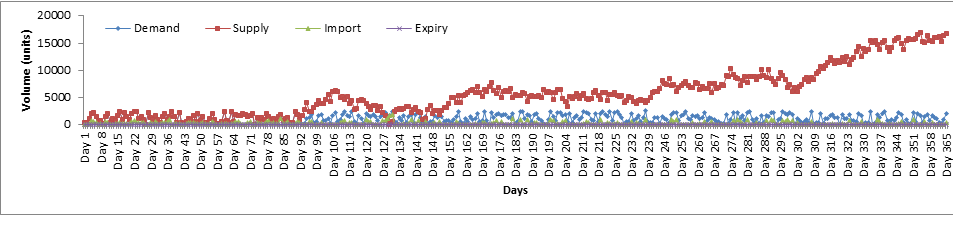 20000
15000
10000
5000
0
Volume (units)
Demand Supply Import Expiry
Day 1 Day 8 Day 15 Day 22 Day 29 Day 36 Day 43 Day 50 Day 57 Day 64 Day 71 Day 78 Day 85 Day 92 Day 99 Day 106 Day 113 Day 120 Day 127 Day 134 Day 141 Day 148 Day 155 Day 162 Day 169 Day 176 Day 183 Day 190 Day 197 Day 204 Day 211 Day 218 Day 225 Day 232 Day 239 Day 246 Day 253 Day 260 Day 267 Day 274 Day 281 Day 288 Day 295 Day 302 Day 309 Day 316 Day 323 Day 330 Day 337 Day 344 Day 351 Day 358 Day 365
Days